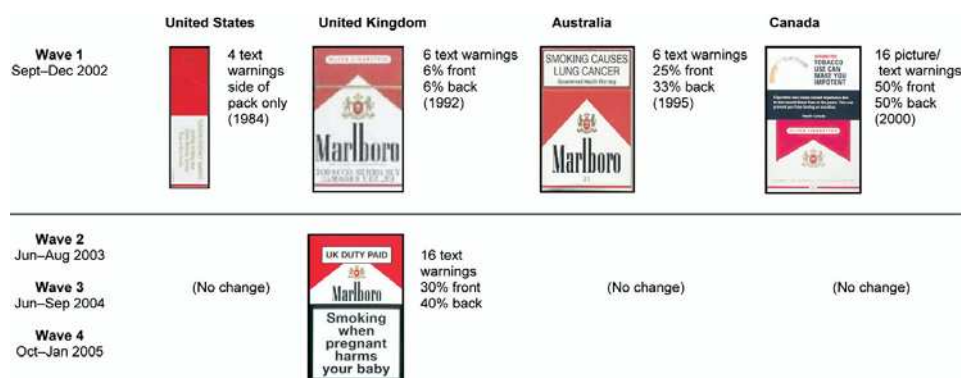 United States
United Kingdom
Australia
Canada
Wave 1
Sept–Dec 2002
4 text
warnings
side of
pack only
(1984)
Marlboro
6 text warnings
6% front
6% back
(1992)
SMOKING CAUSES
LUNG CANCER
Marlboro
6 text warnings
25% front
33% back
(1995)
TOBACCO
USE CAN
MAKE YOU
IMPOTENT
Health Canada
16 picture/
text warnings
50% front
50% back
(2000)
Wave 2
Jun–Aug 2003
Wave 3
Jun–Sep 2004
Wave 4
Oct–Jan 2005
(No change)
UK DUTY PAID
Marlboro
Smoking
when
pregnant
harms
your baby
16 text
warnings
30% front
40% back
(No change)
(No change)